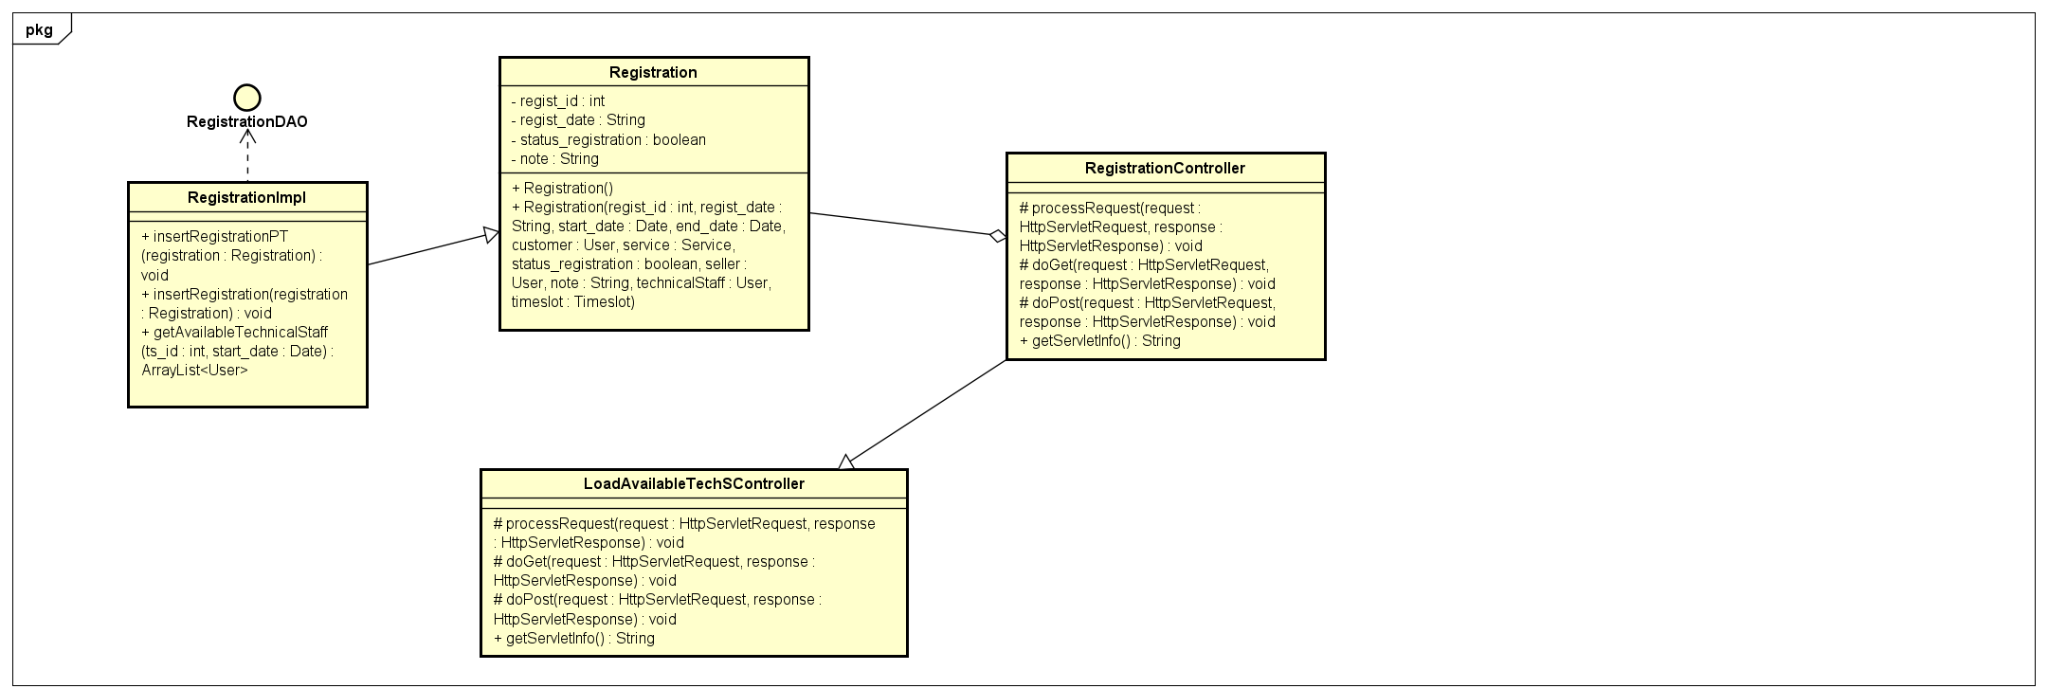 pkg
RegistrationDAO
RegistrationImpl
+ insertRegistrationPT
(registration : Registration) :
void
+ insertRegistration(registration
: Registration) : void
+ getAvailableTechnicalStaff
(ts_id : int, start_date : Date) :
ArrayList<User>
Registration
- regist_id : int
- regist_date : String
- status_registration : boolean
- note : String
+ Registration()
+ Registration(regist_id : int, regist_date :
String, start_date : Date, end_date : Date,
customer : User, service : Service,
status_registration : boolean, seller :
User, note : String, technicalStaff : User,
timeslot : Timeslot)
RegistrationController
# processRequest(request :
HttpServletRequest, response :
HttpServletResponse) : void
# doGet(request : HttpServletRequest,
response : HttpServletResponse) : void
# doPost(request : HttpServletRequest,
response : HttpServletResponse) : void
+ getServletInfo() : String
LoadAvailableTechSController
# processRequest(request : HttpServletRequest, response
: HttpServletResponse) : void
# doGet(request : HttpServletRequest, response :
HttpServletResponse) : void
# doPost(request : HttpServletRequest, response :
HttpServletResponse) : void
+ getServletInfo() : String